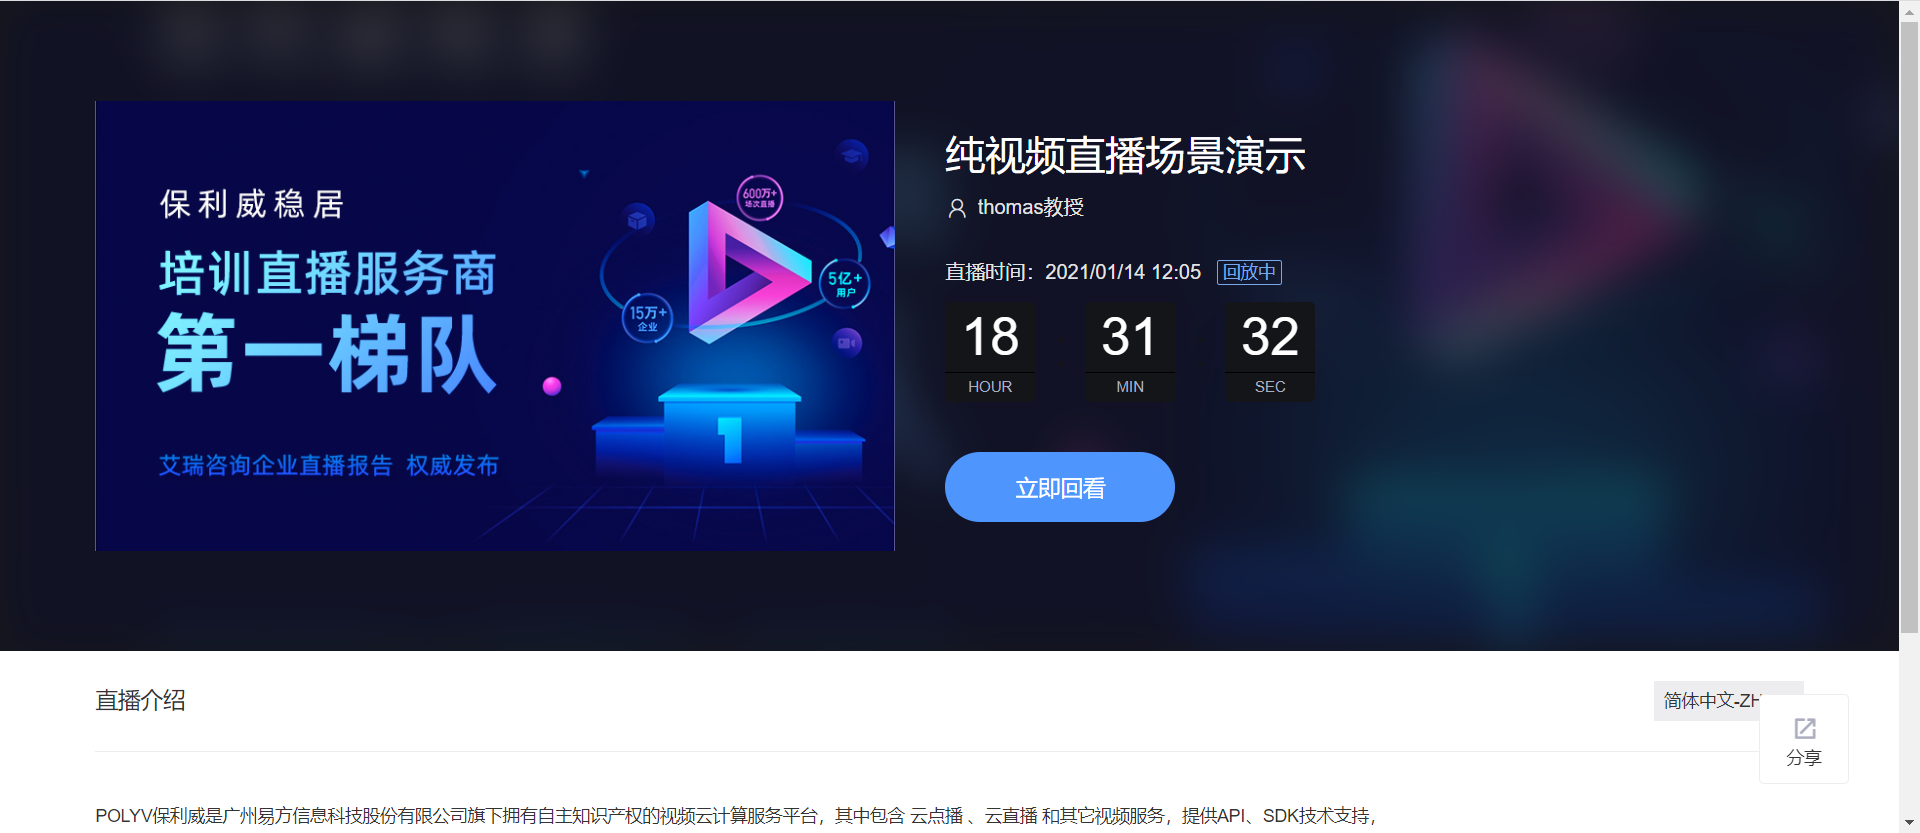 保利威稳居
培训直播服务商
第一梯队
艾瑞咨询企业直播报告 权威发布
600万+
场次直播
5亿+
用户
15万+
企业
1
纯视频直播场景演示
thomas教授
直播时间：2021/01/14 12:05 回放中
18 31 32
HOUR MIN SEC
立即回看
直播介绍
简体中文-ZH
分享
POLYV保利威是广州易方信息科技股份有限公司旗下拥有自主知识产权的视频云计算服务平台，其中包含 云点播 、云直播 和其它视频服务，提供API、SDK技术支持，